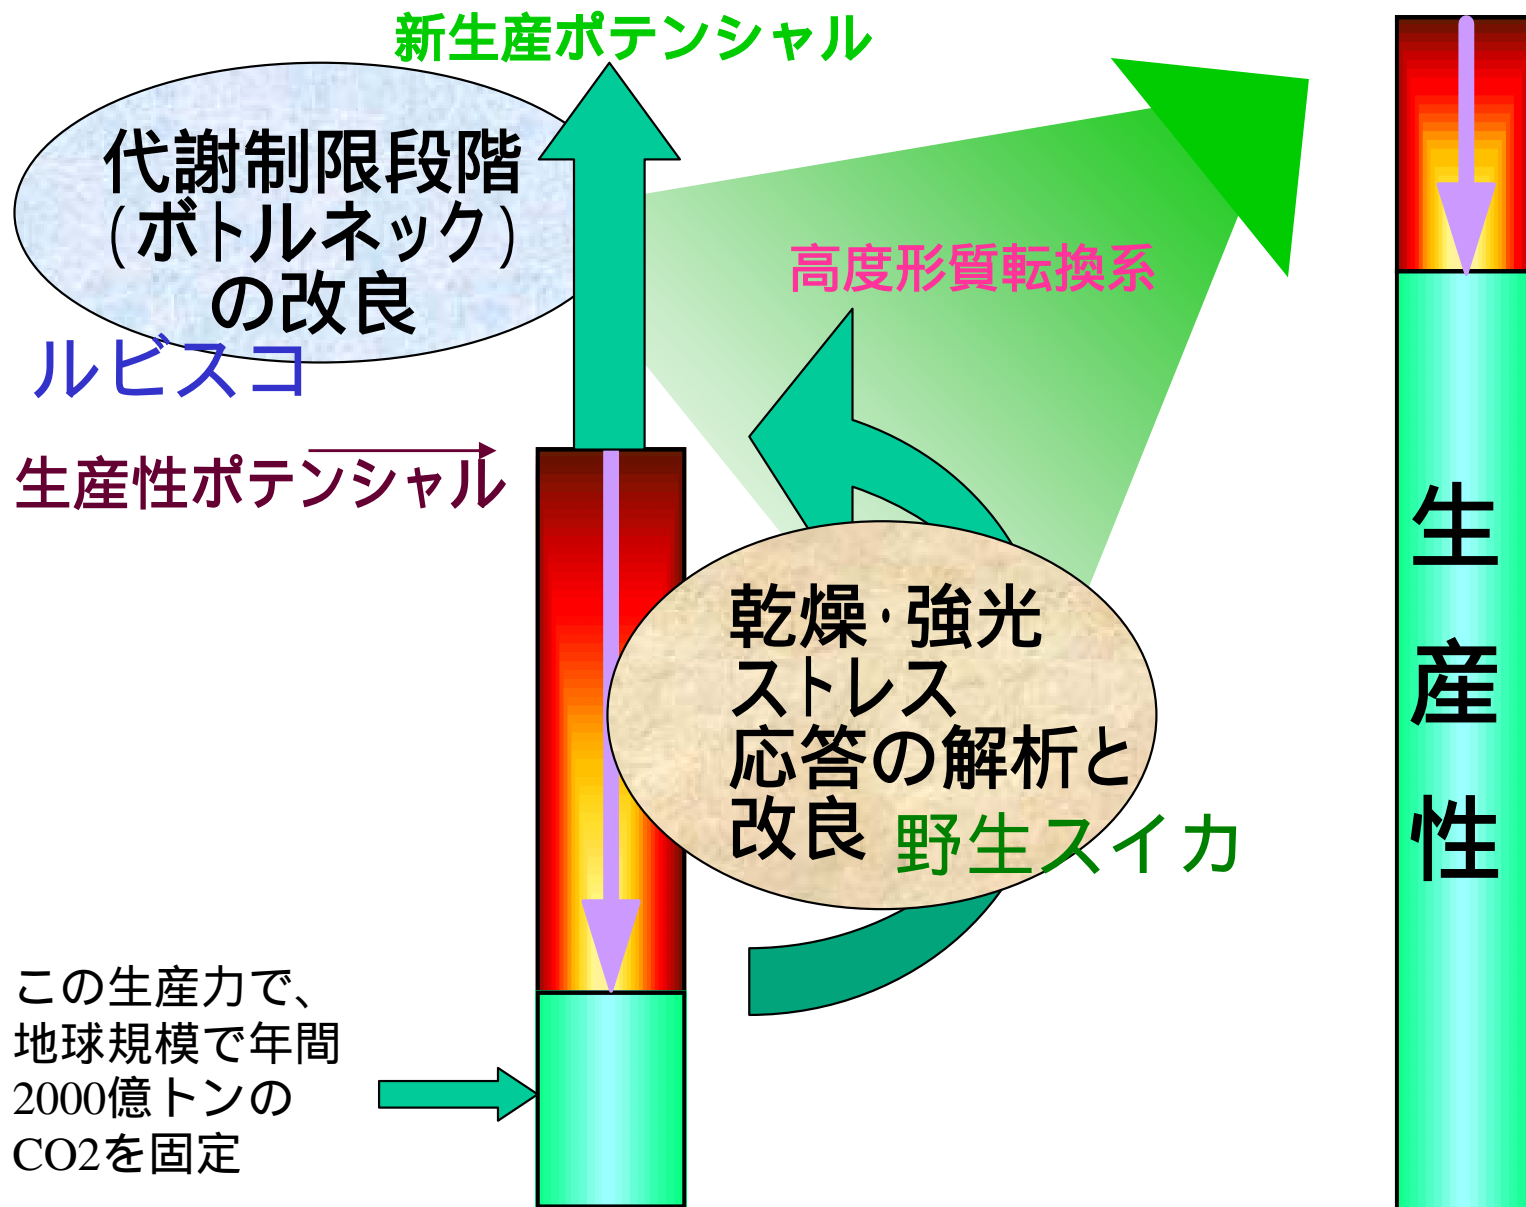 新生産ポテンシャル
代謝制限段階
(ボトルネック)
の改良
ルビスコ
高度形質転換系
生産性ポテンシャル
乾燥･強光
ストレス
応答の解析と
改良
野生スイカ
この生産力で、
地球規模で年間
2000億トンの
CO2を固定
生産性